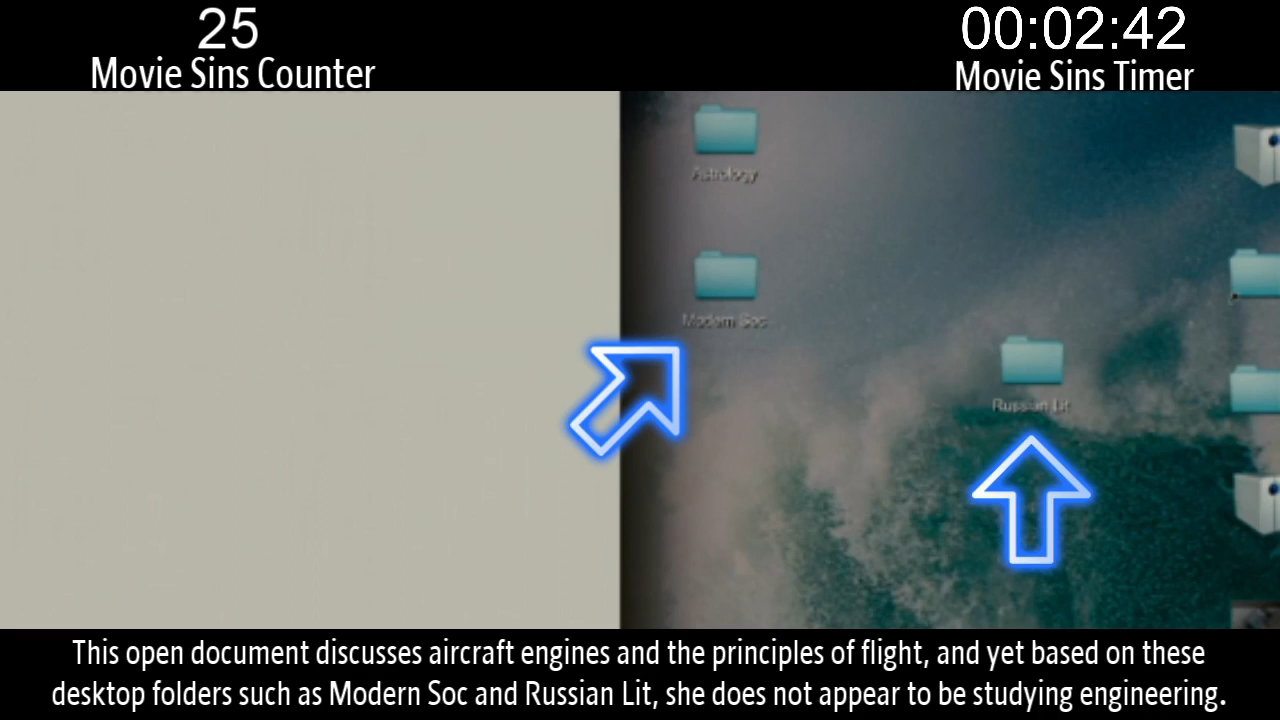 25
00:02:42
Movie Sins Counter
Movie Sins Timer
Astrology
Modern Soc
Russian Lit
This open document discusses aircraft engines and the principles of flight, and yet based on these
desktop folders such as Modern Soc and Russian Lit, she does not appear to be studying engineering.